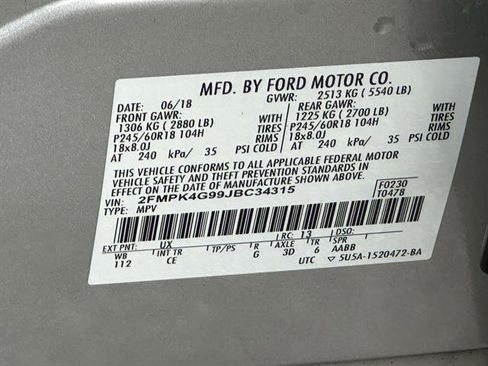 MFD. BY FORD MOTOR CO.
DATE: 06/18 GVWR: 2513 KG ( 5540 LB)
FRONT GAWR: WITH REAR GAWR: WITH
1306 KG ( 2880 LB) TIRES 1225 KG ( 2700 LB) TIRES
P245/60R18 104H RIMS P245/60R18 104H
18x8.0J 18x8.0J
AT 240 kPa/ 35 PSI COLD AT 240 kPa/ 35 PSI COLD
THIS VEHICLE CONFORMS TO ALL APPLICABLE FEDERAL MOTOR
VEHICLE SAFETY AND THEFT PREVENTION STANDARDS IN
EFFECT ON THE DATE OF MANUFACTURE SHOWN ABOVE.
VIN: 2FMPK4G99JBC34315 F0230
TYPE: MPV T0478
EXT PNT: UX RC: 13 DSO:
WB INT TR TP/PS R AXLE TR SPR
112 CE G 3D 6 AABB
UTC ▽5U5A-1520472-BA